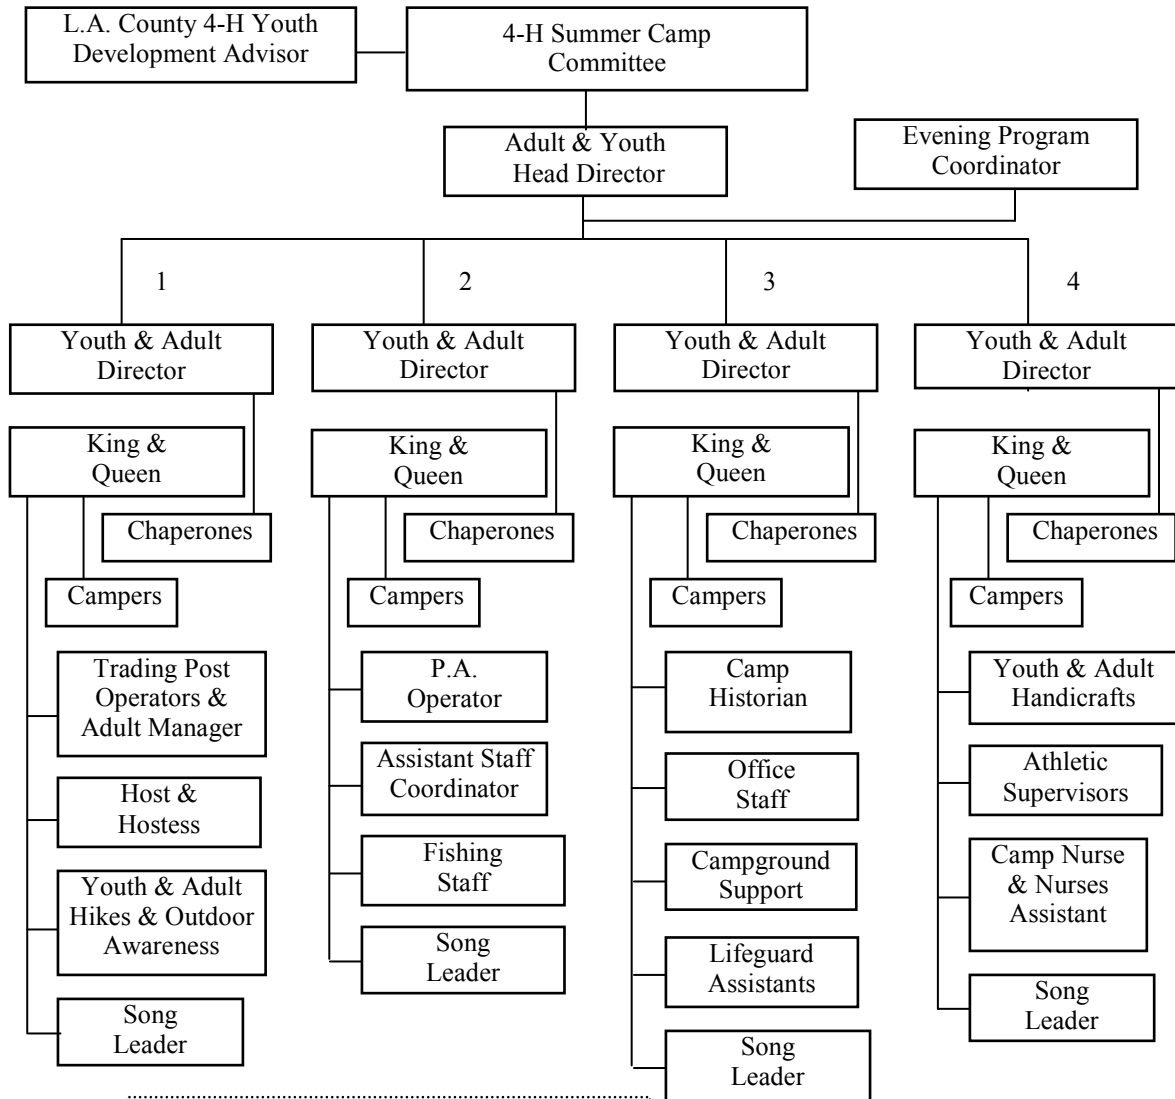 L.A. County 4-H Youth
Development Advisor
4-H Summer Camp
Committee
Adult & Youth
Head Director
Evening Program
Coordinator
1
2
3
4
Youth & Adult
Director
Youth & Adult
Director
Youth & Adult
Director
Youth & Adult
Director
King &
Queen
King &
Queen
King &
Queen
King &
Queen
Chaperones
Chaperones
Chaperones
Chaperones
Campers
Campers
Campers
Campers
Trading Post
Operators &
Adult Manager
Host &
Hostess
Youth & Adult
Hikes & Outdoor
Awareness
Song
Leader
P.A.
Operator
Assistant Staff
Coordinator
Fishing
Staff
Song
Leader
Camp
Historian
Office
Staff
Campground
Support
Lifeguard
Assistants
Song
Leader
Youth & Adult
Handicrafts
Athletic
Supervisors
Camp Nurse
& Nurses
Assistant
Song
Leader